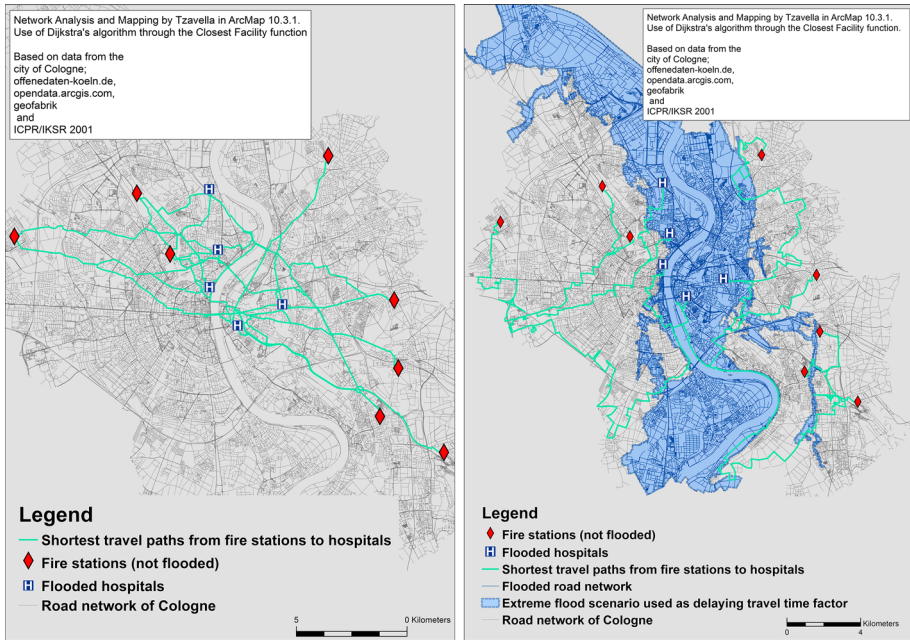 Network Analysis and Mapping by Tzavella in ArcMap 10.3.1.
Use of Dijkstra's algorithm through the Closest Facility function
Based on data from the
city of Cologne;
offenedaten-koeln.de,
opendata.arcgis.com,
geofabrik
and
ICPR/IKSR 2001
H
H
H
H
H
Legend
Shortest travel paths from fire stations to hospitals
Fire stations (not flooded)
H Flooded hospitals
Road network of Cologne
5 0 Kilometers
Network Analysis and Mapping by Tzavella in ArcMap 10.3.1.
Use of Dijkstra's algorithm through the Closest Facility function.
Based on data from the
city of Cologne;
offenedaten-koeln.de,
opendata.arcgis.com,
geofabrik
and
ICPR/IKSR 2001
H
H
H
H
H
Legend
Fire stations (not flooded)
H Flooded hospitals
Shortest travel paths from fire stations to hospitals
Flooded road network
Extreme flood scenario used as delaying travel time factor
Road network of Cologne
Kilometers
0 4